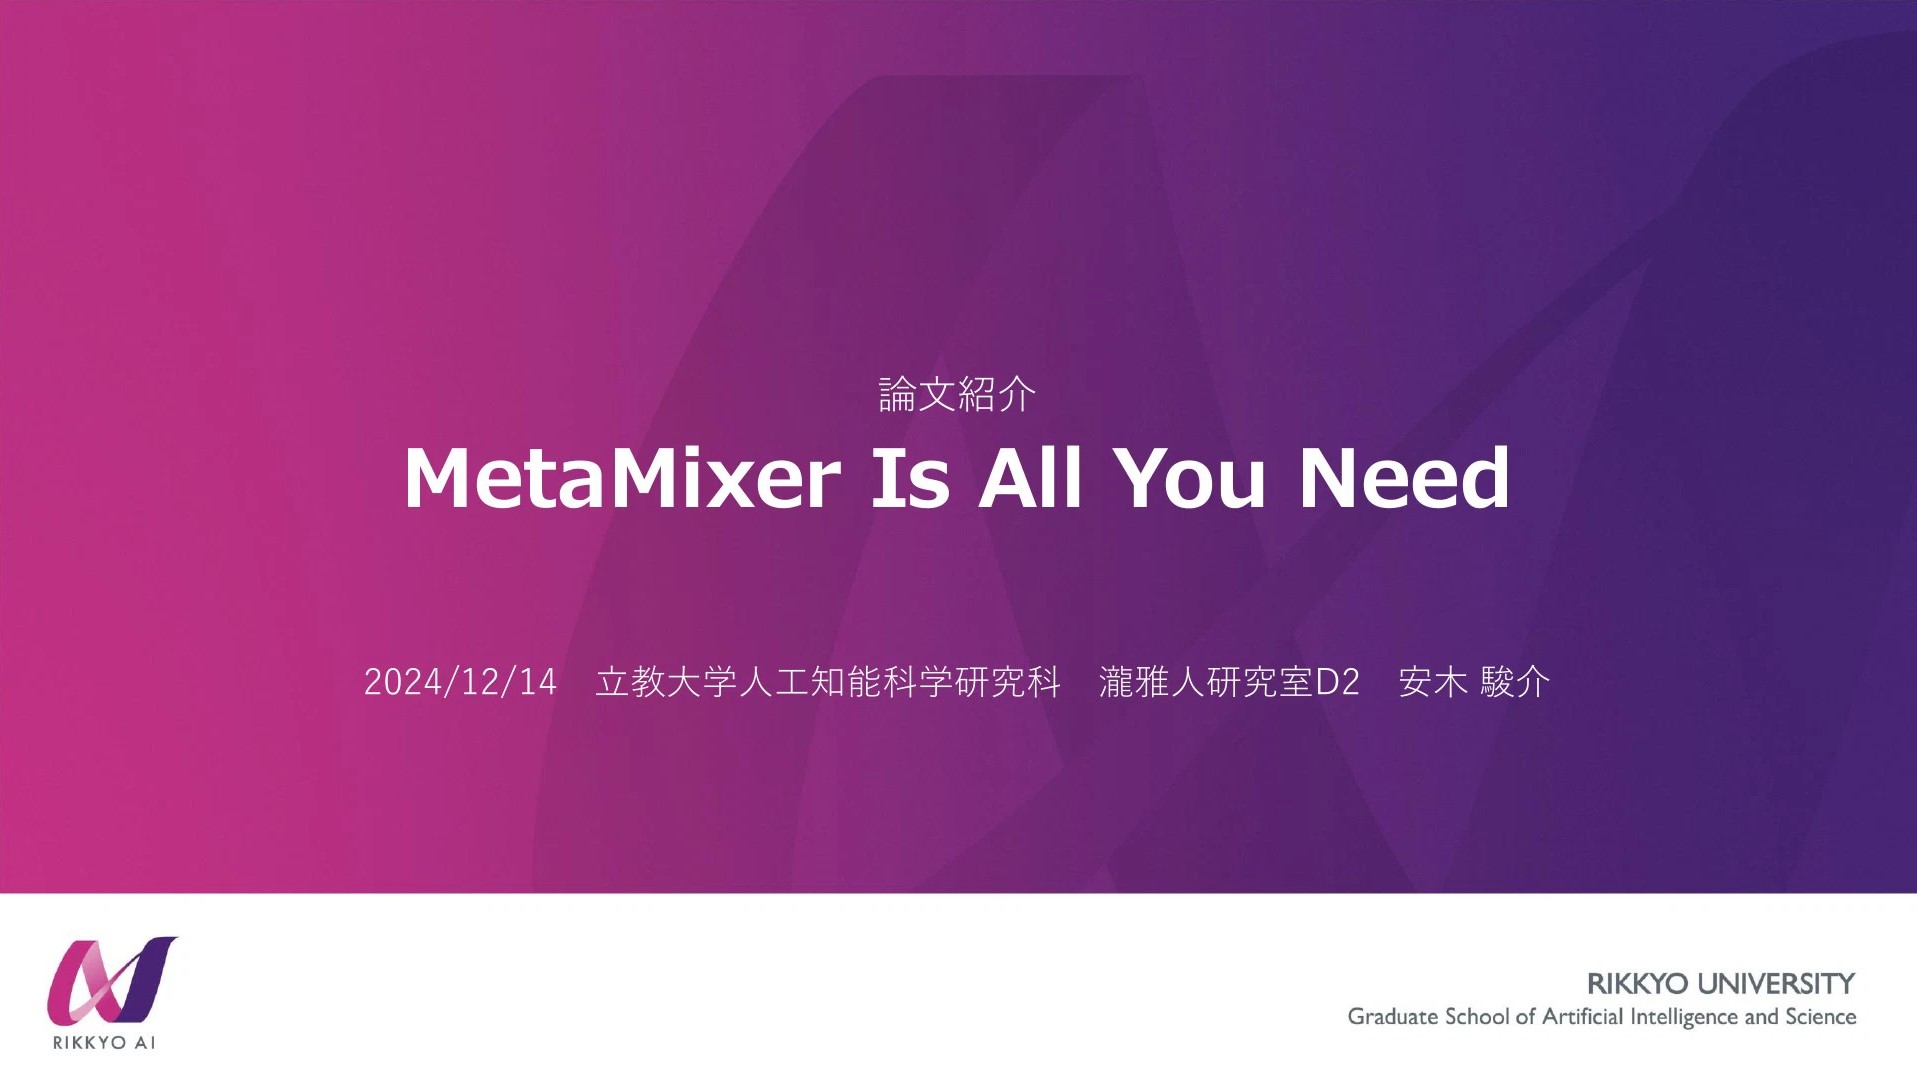 論文紹介
MetaMixer Is All You Need
2024/12/14　立教大学人工知能科学研究科　瀧雅人研究室D2　安木 駿介
RIKKYO AI
RIKKYO UNIVERSITY
Graduate School of Artificial Intelligence and Science